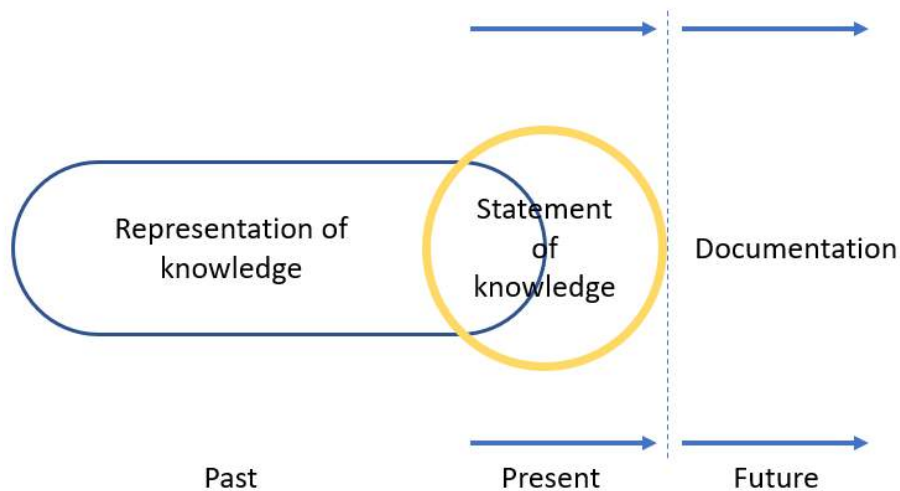 Representation of
knowledge
Statement
of
knowledge
Documentation
Past
Present
Future